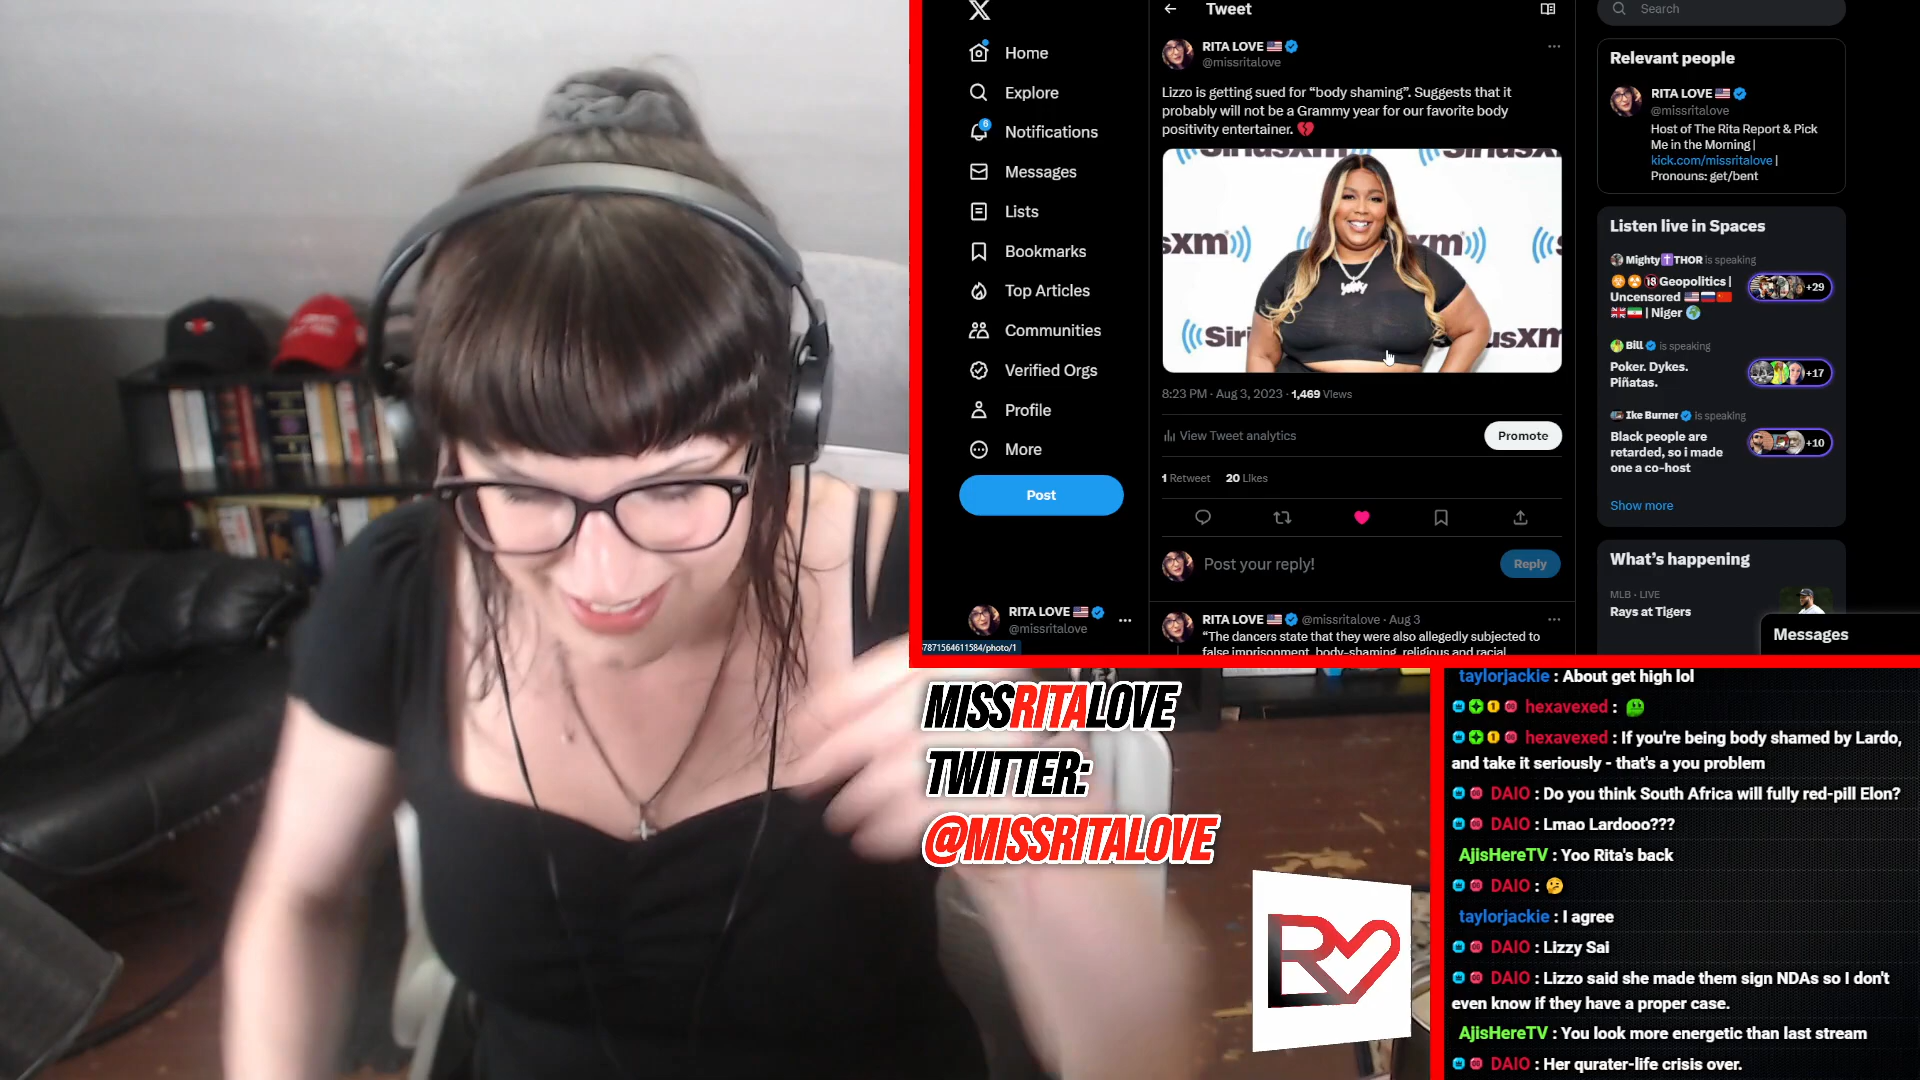 X
Home
Explore
6
Notifications
Messages
Lists
Bookmarks
Top Articles
Communities
Verified Orgs
Profile
More
Post
RITA LOVE
@missritalove
7871564611584/photo/1
Tweet
RITA LOVE
@missritalove
Lizzo is getting sued for “body shaming”. Suggests that it
probably will not be a Grammy year for our favorite body
positivity entertainer.
8:23 PM · Aug 3, 2023 · 1,469 Views
View Tweet analytics
Promote
1 Retweet 20 Likes
Post your reply!
Reply
RITA LOVE @missritalove · Aug 3
“The dancers state that they were also allegedly subjected to
false imprisonment, body-shaming, religious and racial
Search
Relevant people
RITA LOVE
@missritalove
Host of The Rita Report & Pick
Me in the Morning |
kick.com/missritalove |
Pronouns: get/bent
Listen live in Spaces
Mighty THOR is speaking
Geopolitics |
Uncensored
| Niger
+29
Bill is speaking
Poker. Dykes.
Piñatas.
+17
Ike Burner is speaking
Black people are
retarded, so i made
one a co-host
+10
Show more
What’s happening
MLB · LIVE
Rays at Tigers
Messages
MISSRITALOVE
TWITTER:
@MISSRITALOVE
taylorjackie : About get high lol
hexavexed :
hexavexed : If you're being body shamed by Lardo,
and take it seriously - that's a you problem
DAIO : Do you think South Africa will fully red-pill Elon?
DAIO : Lmao Lardooo???
AjisHereTV : Yoo Rita's back
DAIO :
taylorjackie : I agree
DAIO : Lizzy Sai
DAIO : Lizzo said she made them sign NDAs so I don't
even know if they have a proper case.
AjisHereTV : You look more energetic than last stream
DAIO : Her qurater-life crisis over.